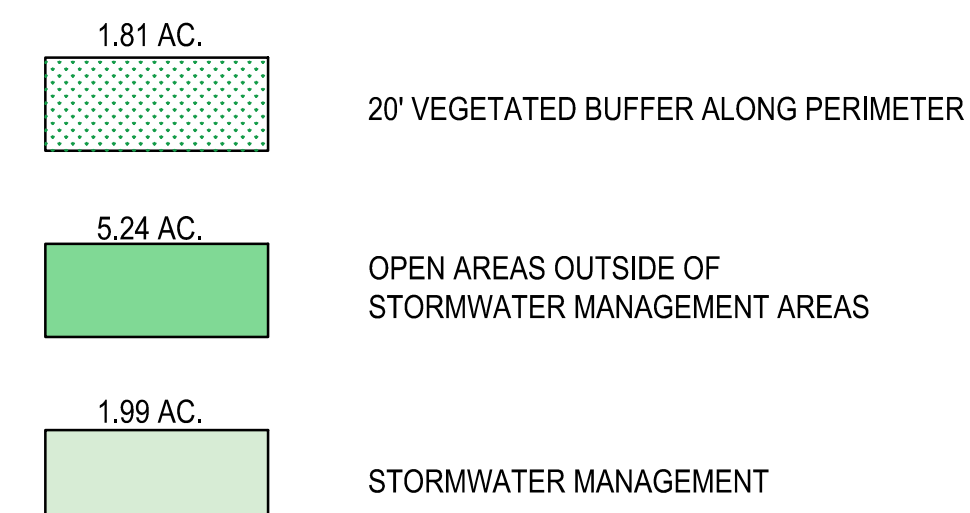 1.81 AC.
20' VEGETATED BUFFER ALONG PERIMETER
5.24 AC.
OPEN AREAS OUTSIDE OF
STORMWATER MANAGEMENT AREAS
1.99 AC.
STORMWATER MANAGEMENT